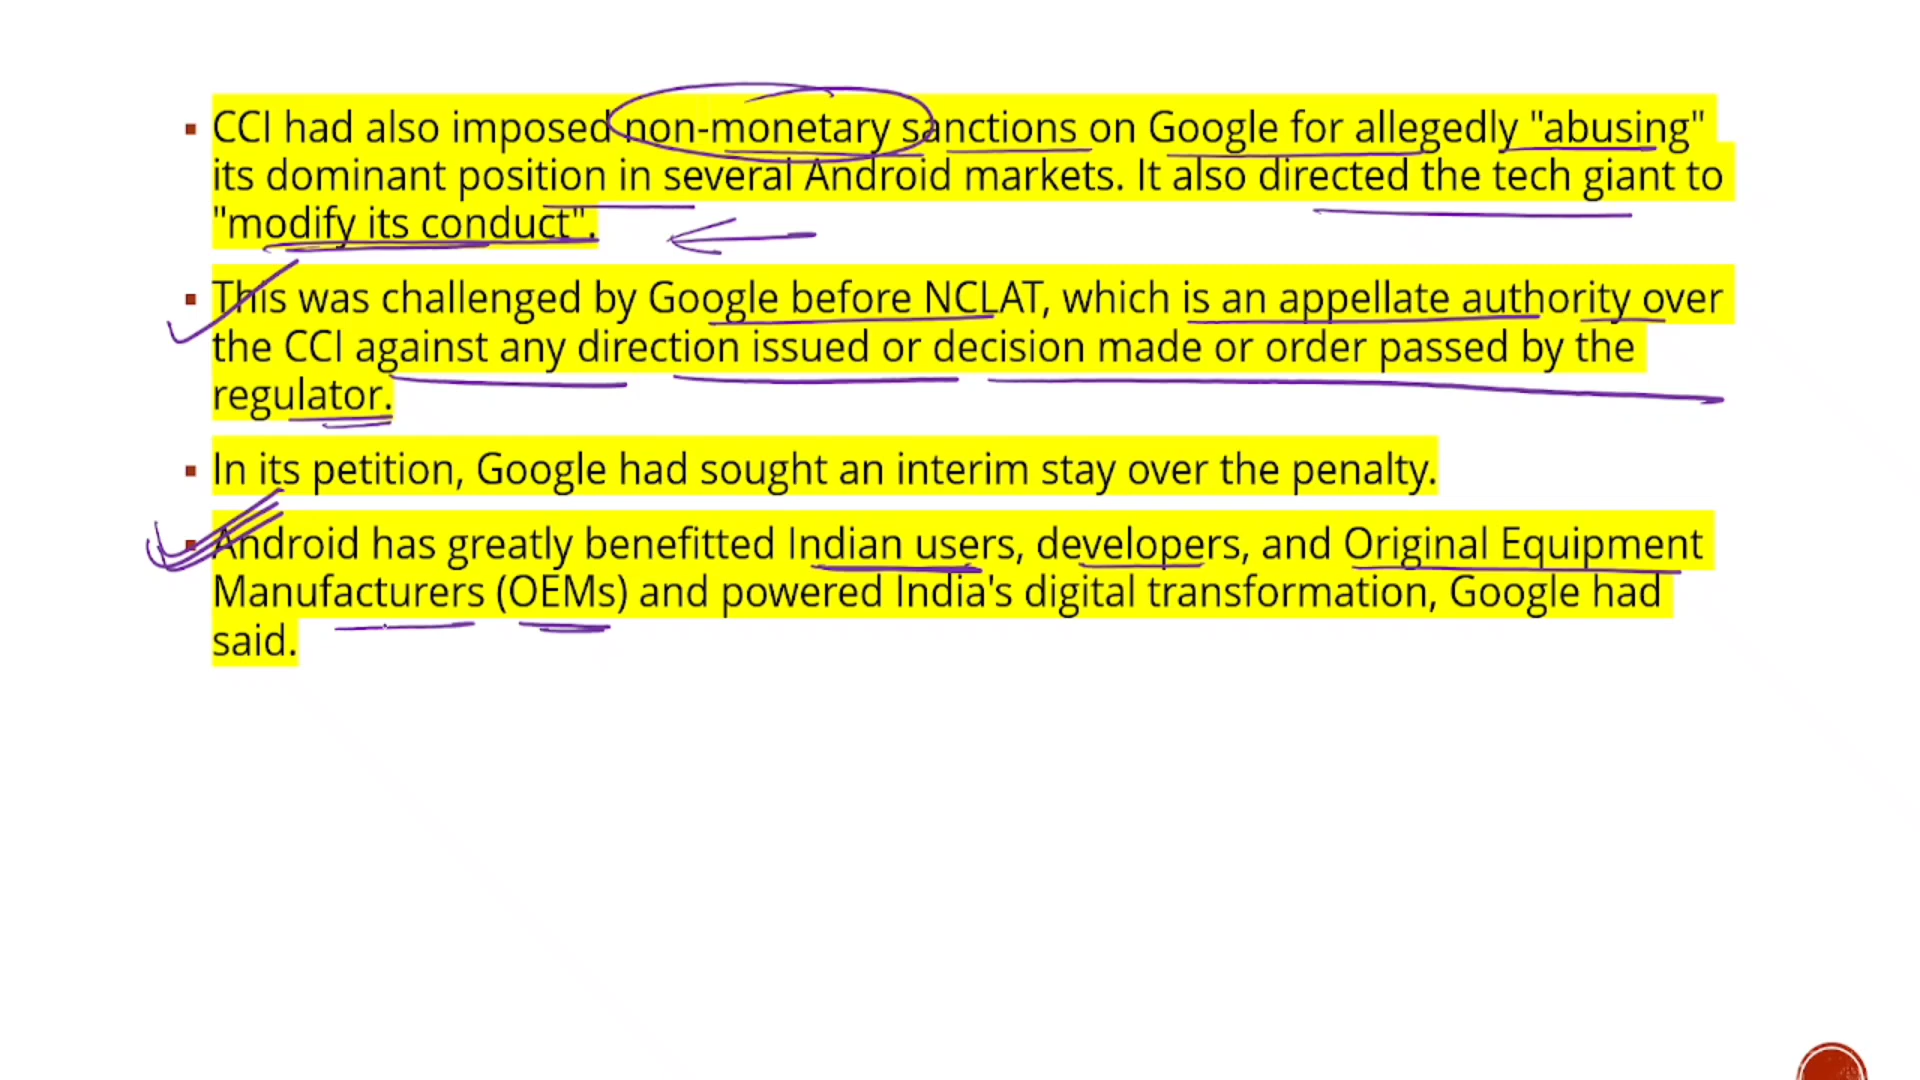 CCI had also imposed non-monetary sanctions on Google for allegedly "abusing"
its dominant position in several Android markets. It also directed the tech giant to
"modify its conduct".
This was challenged by Google before NCLAT, which is an appellate authority over
the CCI against any direction issued or decision made or order passed by the
regulator.
In its petition, Google had sought an interim stay over the penalty.
Android has greatly benefitted Indian users, developers, and Original Equipment
Manufacturers (OEMs) and powered India's digital transformation, Google had
said.